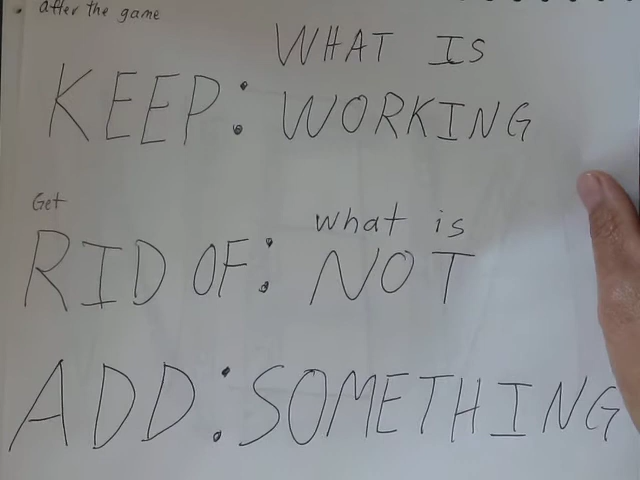 after the game
WHAT IS
KEEP: WORKING
Get
what is
RID OF: NOT
ADD: SOMETHING